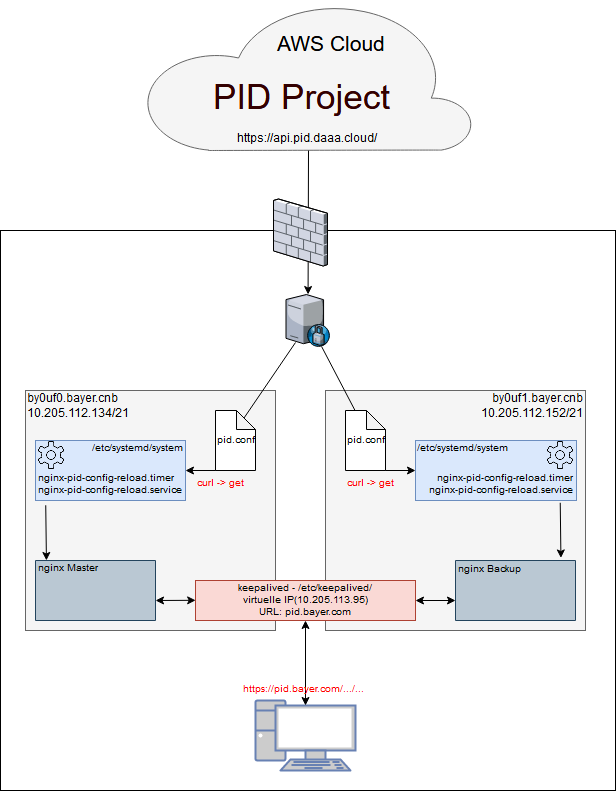 AWS Cloud
PID Project
https://api.pid.daaa.cloud/
by0uf0.bayer.cnb
10.205.112.134/21
by0uf1.bayer.cnb
10.205.112.152/21
pid.conf
pid.conf
/etc/systemd/system
nginx-pid-config-reload.timer
nginx-pid-config-reload.service
curl -> get
curl -> get
/etc/systemd/system
nginx-pid-config-reload.timer
nginx-pid-config-reload.service
nginx Master
nginx Backup
keepalived - /etc/keepalived/
virtuelle IP(10.205.113.95)
URL: pid.bayer.com
https://pid.bayer.com/.../...